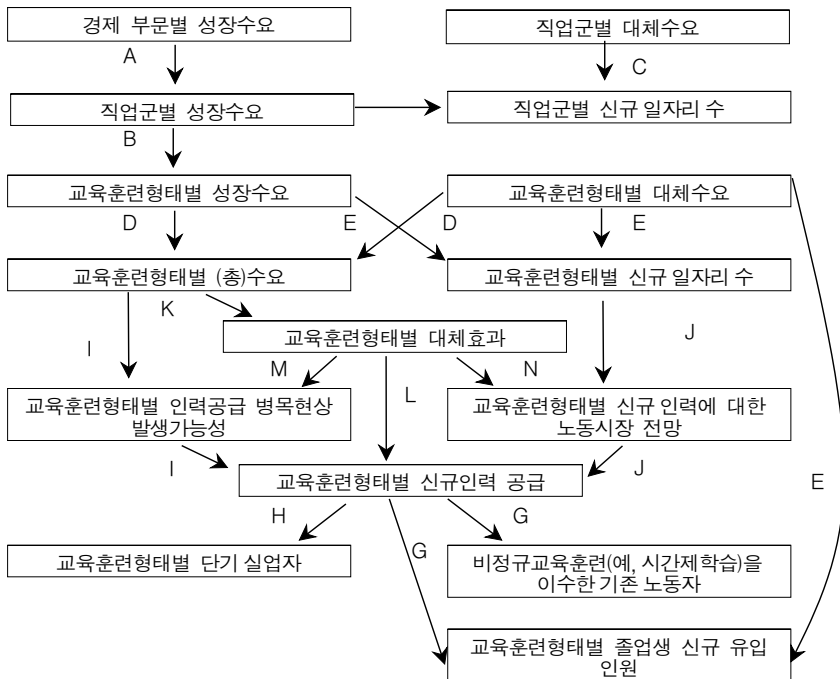 경제 부문별 성장수요
직업군별 대체수요
A
C
직업군별 성장수요
직업군별 신규 일자리 수
B
교육훈련형태별 성장수요
교육훈련형태별 대체수요
D
E
D
E
교육훈련형태별 (총)수요
교육훈련형태별 신규 일자리 수
K
교육훈련형태별 대체효과
I
J
M
L
N
교육훈련형태별 인력공급 병목현상
발생가능성
교육훈련형태별 신규 인력에 대한
노동시장 전망
I
J
E
교육훈련형태별 신규인력 공급
H
G
G
교육훈련형태별 단기 실업자
비정규교육훈련(예, 시간제학습)을
이수한 기존 노동자
교육훈련형태별 졸업생 신규 유입
인원